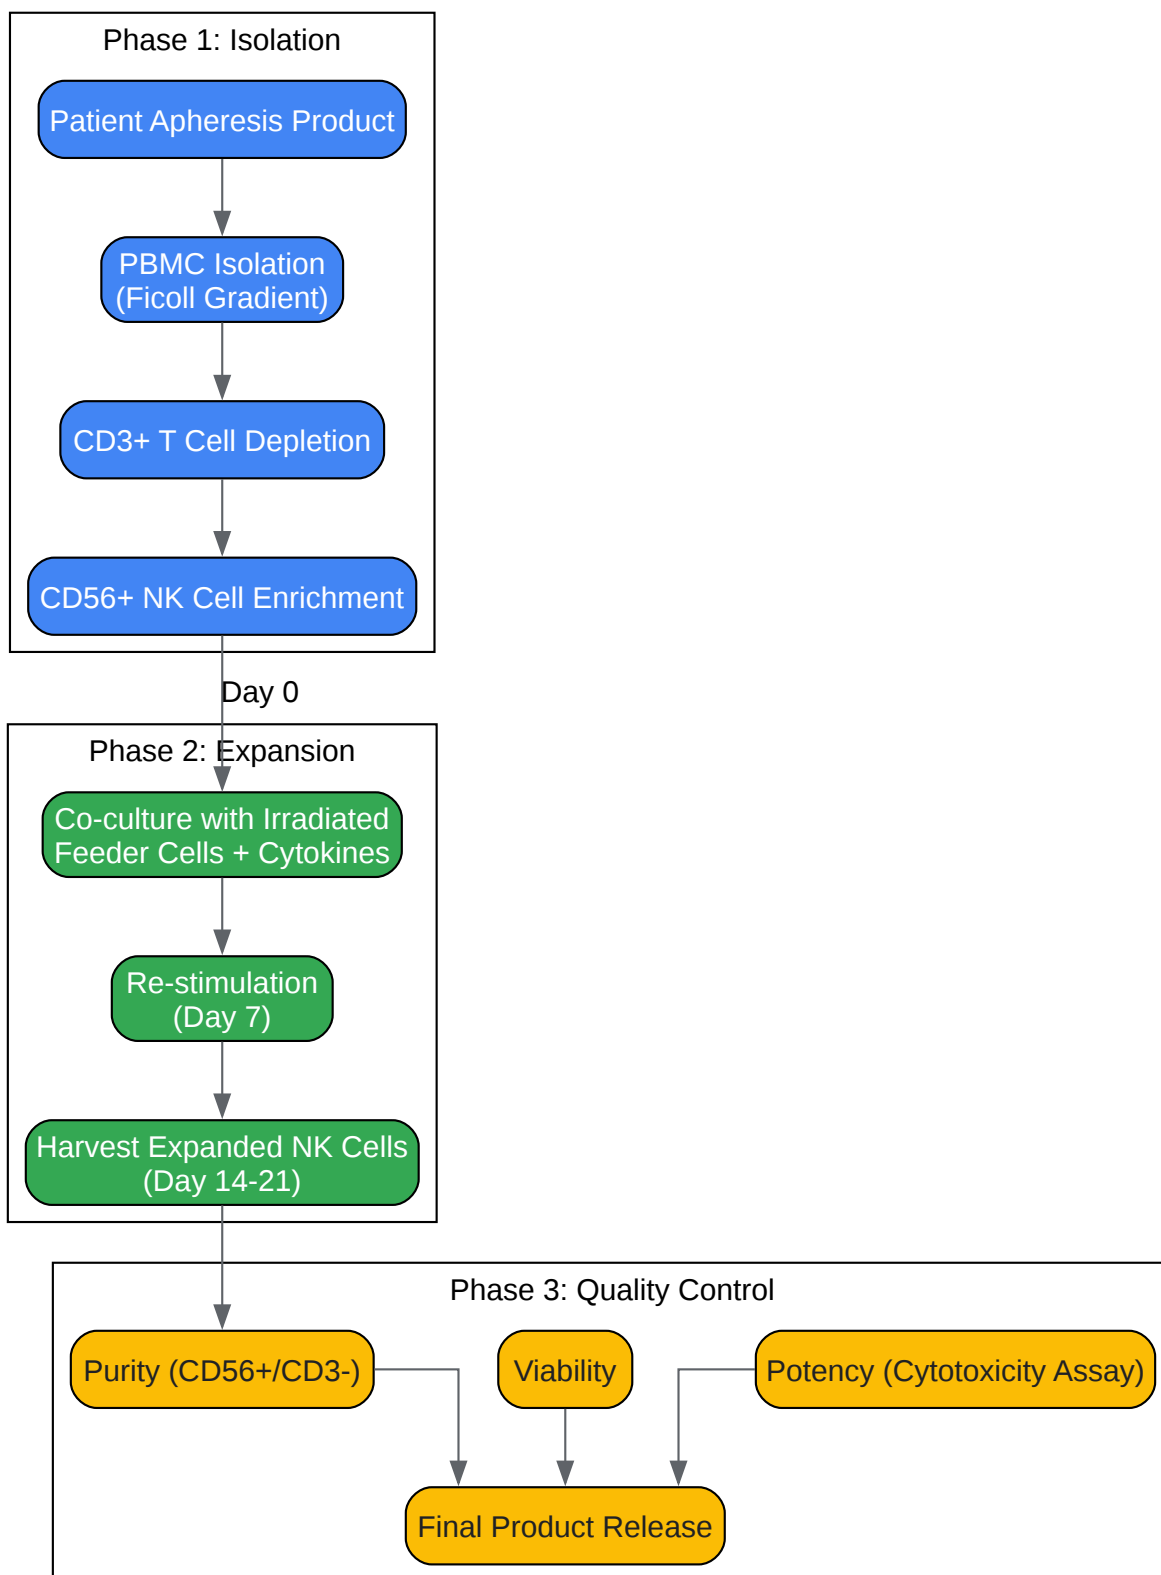 Phase 1: Isolation
Patient Apheresis Product
PBMC Isolation
(Ficoll Gradient)
CD3+ T Cell Depletion
CD56+ NK Cell Enrichment
Day 0
Phase 2: Expansion
Co-culture with Irradiated
Feeder Cells + Cytokines
Re-stimulation
(Day 7)
Harvest Expanded NK Cells
(Day 14-21)
Phase 3: Quality Control
Purity (CD56+/CD3-)
Viability
Potency (Cytotoxicity Assay)
Final Product Release